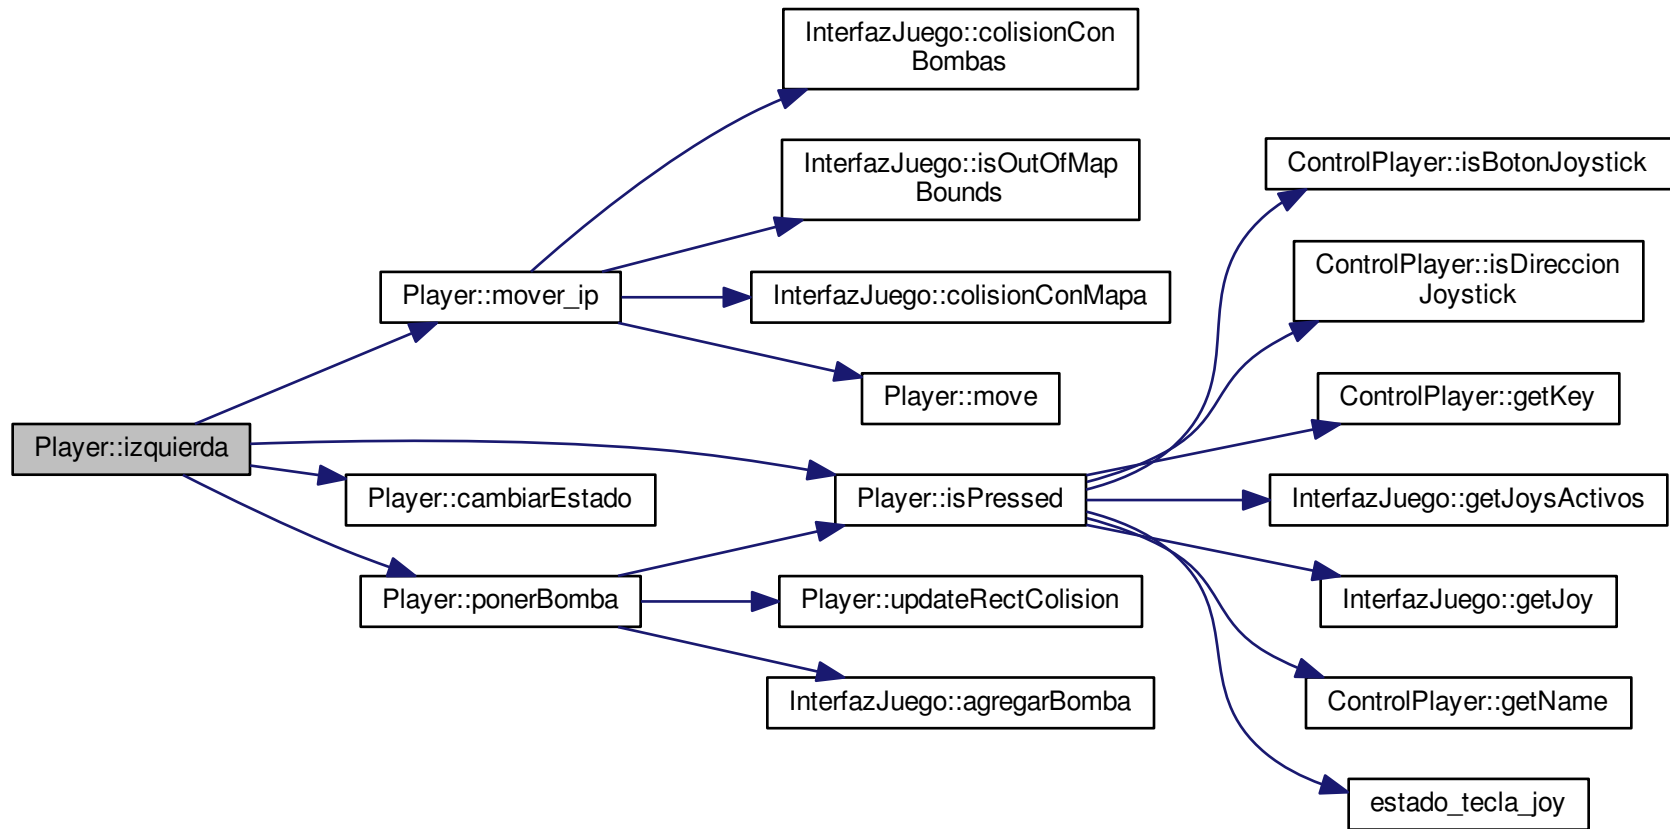 InterfazJuego::colisionCon
Bombas
InterfazJuego::isOutOfMap
Bounds
Player::mover_ip
InterfazJuego::colisionConMapa
Player::move
Player::izquierda
Player::cambiarEstado
Player::isPressed
Player::ponerBomba
Player::updateRectColision
InterfazJuego::agregarBomba
ControlPlayer::isBotonJoystick
ControlPlayer::isDireccion
Joystick
ControlPlayer::getKey
InterfazJuego::getJoysActivos
InterfazJuego::getJoy
ControlPlayer::getName
estado_tecla_joy